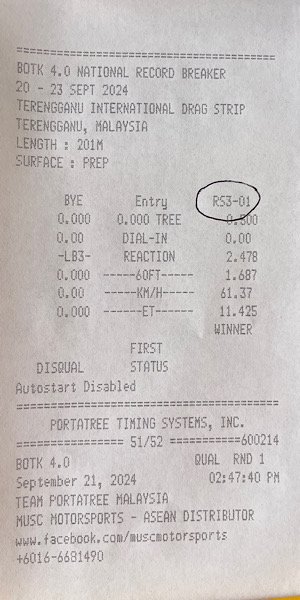 ==================================
BOTK 4.0 NATIONAL RECORD BREAKER
20 - 23 SEPT 2024
TERENGGANU INTERNATIONAL DRAG STRIP
TERENGGANU, MALAYSIA
LENGTH : 201M
SURFACE : PREP
BYE Entry RS3-01
0.000 0.000 TREE 0.500
0.00 DIAL-IN 0.00
-LB3- REACTION 2.478
0.000 -----60FT------ 1.687
0.00 -----KM/H------ 61.37
0.000 ------ET------- 11.425
WINNER
FIRST
DISQUAL STATUS
Autostart Disabled
==================================
PORTATREE TIMING SYSTEMS, INC.
=============== 51/52 ==========600214
BOTK 4.0 QUAL RND 1
September 21, 2024 02:47:40 PM
TEAM PORTATREE MALAYSIA
MUSC MOTORSPORTS - ASEAN DISTRIBUTOR
www.facebook.com/muscmotorsports
+6016-6681490